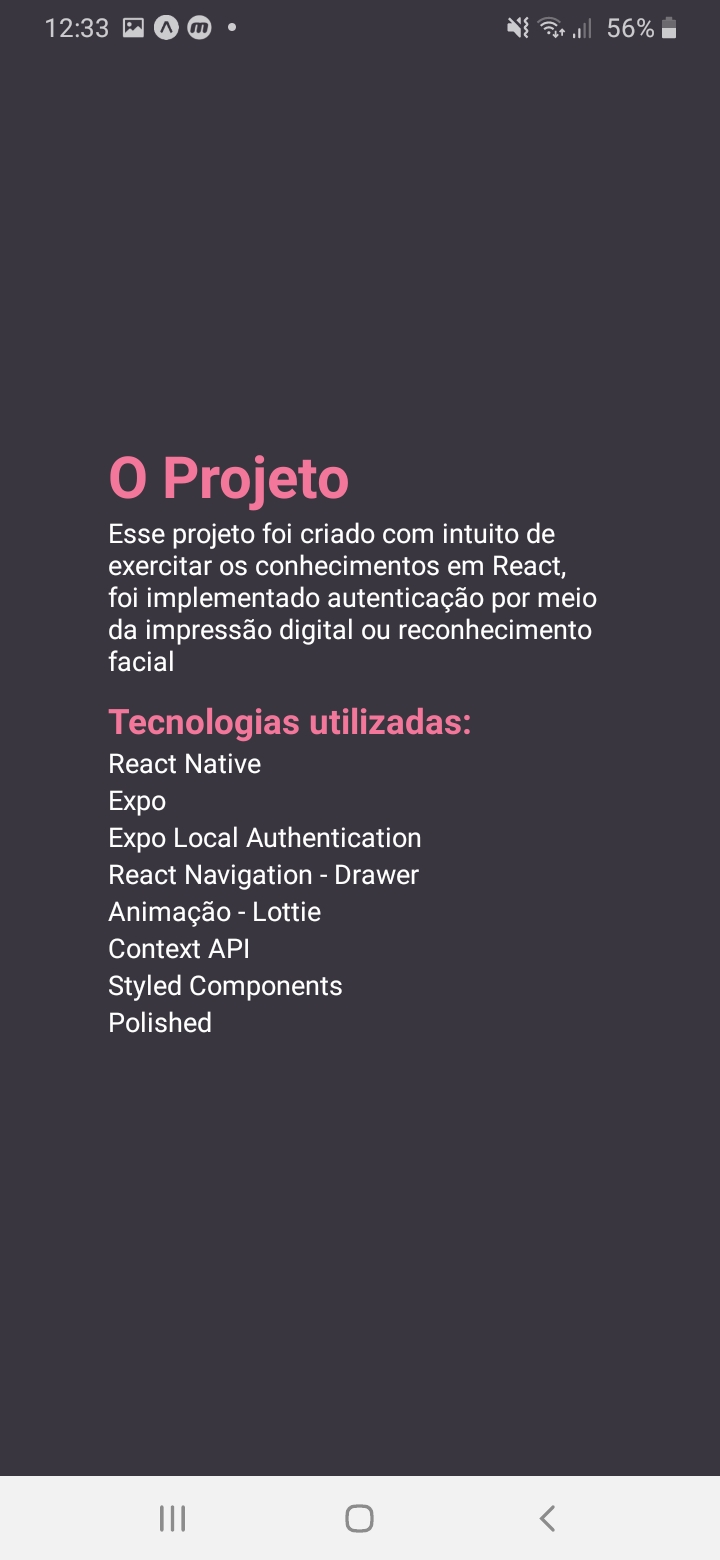 12:33
56%
O Projeto
Esse projeto foi criado com intuito de
exercitar os conhecimentos em React,
foi implementado autenticação por meio
da impressão digital ou reconhecimento
facial
Tecnologias utilizadas:
React Native
Expo
Expo Local Authentication
React Navigation - Drawer
Animação - Lottie
Context API
Styled Components
Polished